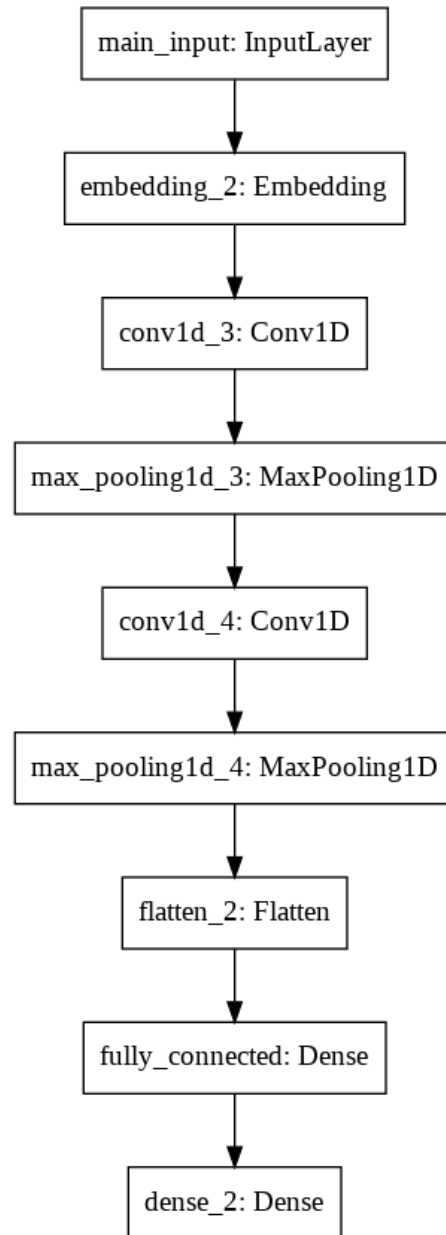 main_input: InputLayer
embedding_2: Embedding
conv1d_3: Conv1D
max_pooling1d_3: MaxPooling1D
conv1d_4: Conv1D
max_pooling1d_4: MaxPooling1D
flatten_2: Flatten
fully_connected: Dense
dense_2: Dense